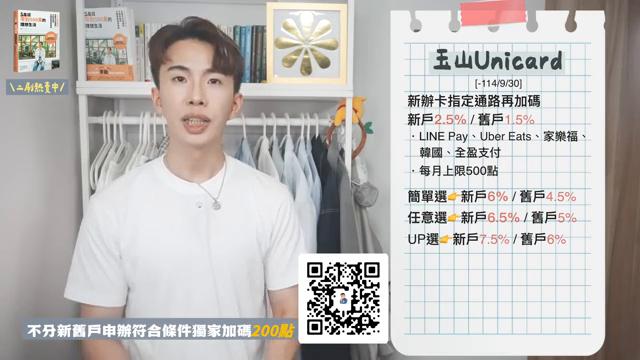 \二刷熱賣中/
玉山Unicard
[-114/9/30]
新辦卡指定通路再加碼
新戶2.5% / 舊戶1.5%
・LINE Pay、Uber Eats、家樂福、
韓國、全盈支付
・每月上限500點
簡單選👉新戶6% / 舊戶4.5%
任意選👉新戶6.5% / 舊戶5%
UP選👉新戶7.5% / 舊戶6%
不分新舊戶申辦符合條件獨家加碼200點